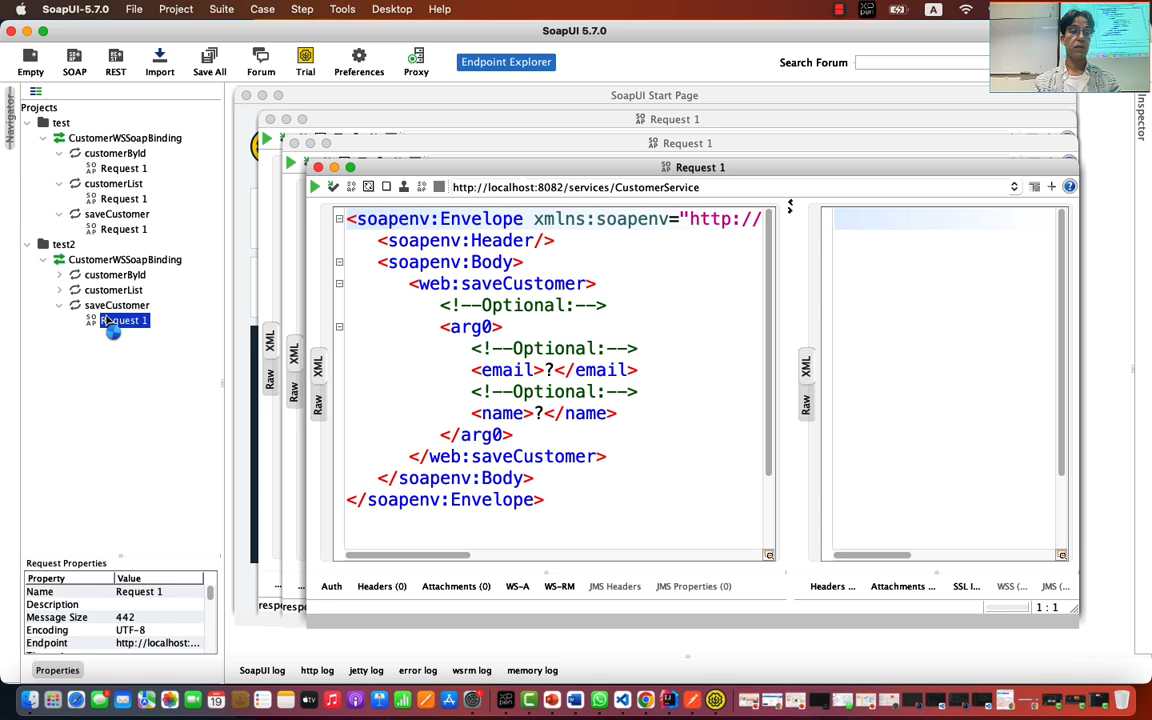 SoapUI-5.7.0 File Project Suite Case Step Tools Desktop Help A
SoapUI 5.7.0
Empty SOAP REST Import Save All Forum Trial Preferences Proxy
Endpoint Explorer
Search Forum
Navigator
Inspector
Projects
test
CustomerWSSoapBinding
customerById
Request 1
customerList
Request 1
saveCustomer
Request 1
test2
CustomerWSSoapBinding
customerById
customerList
saveCustomer
Request 1
SoapUI Start Page
Request 1
Request 1
Request 1
http://localhost:8082/services/CustomerService
<soapenv:Envelope xmlns:soapenv="http://
<soapenv:Header/>
<soapenv:Body>
<web:saveCustomer>
<!--Optional:-->
<arg0>
<!--Optional:-->
<email>?</email>
<!--Optional:-->
<name>?</name>
</arg0>
</web:saveCustomer>
</soapenv:Body>
</soapenv:Envelope>
XML
Raw
XML
Raw
XML
Raw
XML
Raw
Auth Headers (0) Attachments (0) WS-A WS-RM JMS Headers JMS Properties (0)
Headers ... Attachments ... SSL I... WSS (... JMS (...
1 : 1
Request Properties
Property Value
Name Request 1
Description
Message Size 442
Encoding UTF-8
Endpoint http://localhost:...
Properties
SoapUI log http log jetty log error log wsrm log memory log